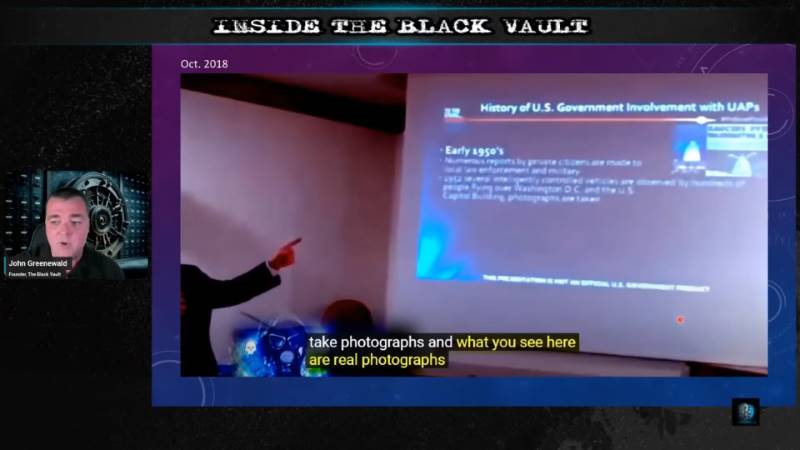 INSIDE THE BLACK VAULT
Oct. 2018
History of U.S. Government Involvement with UAPs
Early 1950's
• Numerous reports by private citizens are made to
local law enforcement and military.
• 1952 several intelligently controlled vehicles are observed by hundreds of
people flying over Washington D.C. and the U.S.
Capitol Building, photographs are taken
THIS PRESENTATION IS NOT AN OFFICIAL U.S. GOVERNMENT PRODUCT
John Greenewald
Founder, The Black Vault
take photographs and what you see here
are real photographs